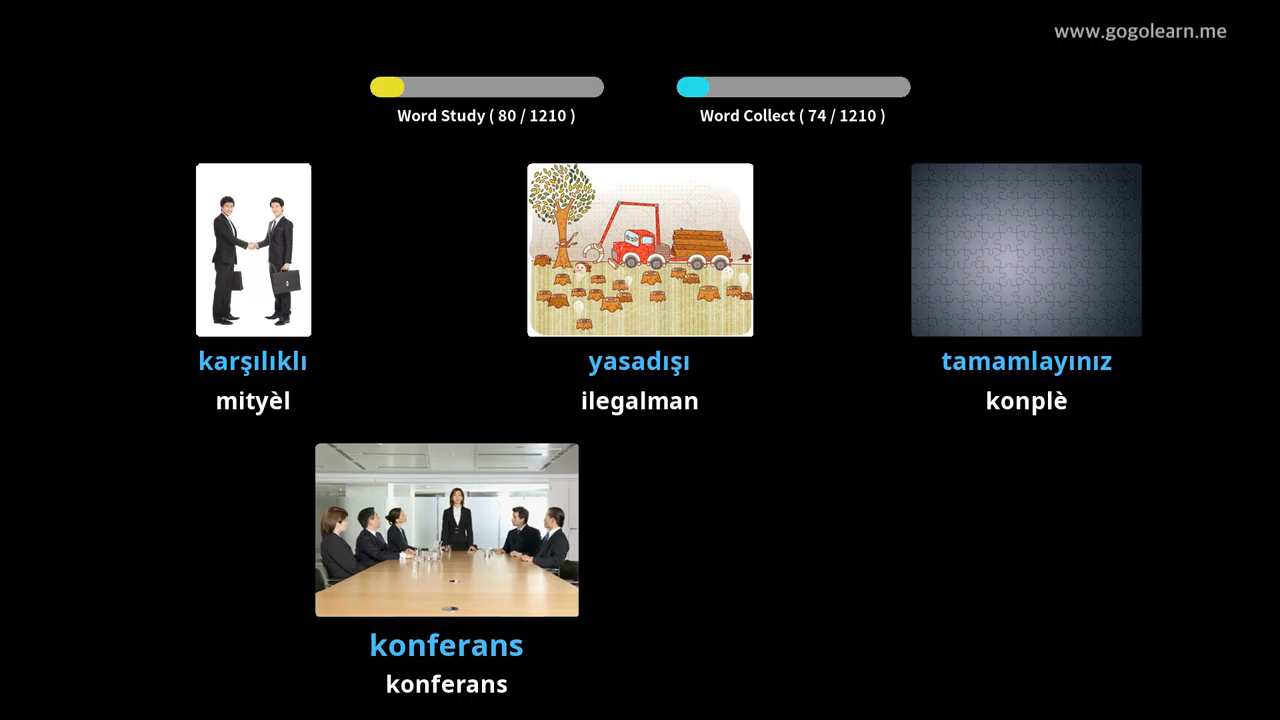 www.gogolearn.me
Word Study ( 80 / 1210 )
Word Collect ( 74 / 1210 )
karşılıklı
mityèl
yasadışı
ilegalman
tamamlayınız
konplè
konferans
konferans